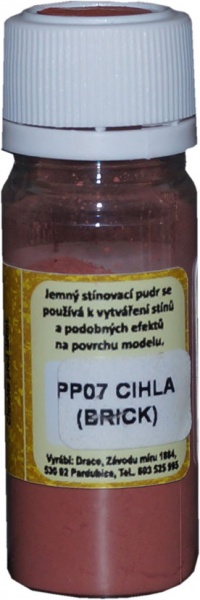 Jemný stínovací pudr se
používá k vytváření stínů
a podobných efektů
na povrchu modelu.
PP07 CIHLA
(BRICK)
Vyrábí: Draco, Závodu míru 1884,
530 02 Pardubice, Tel. 603 525 995